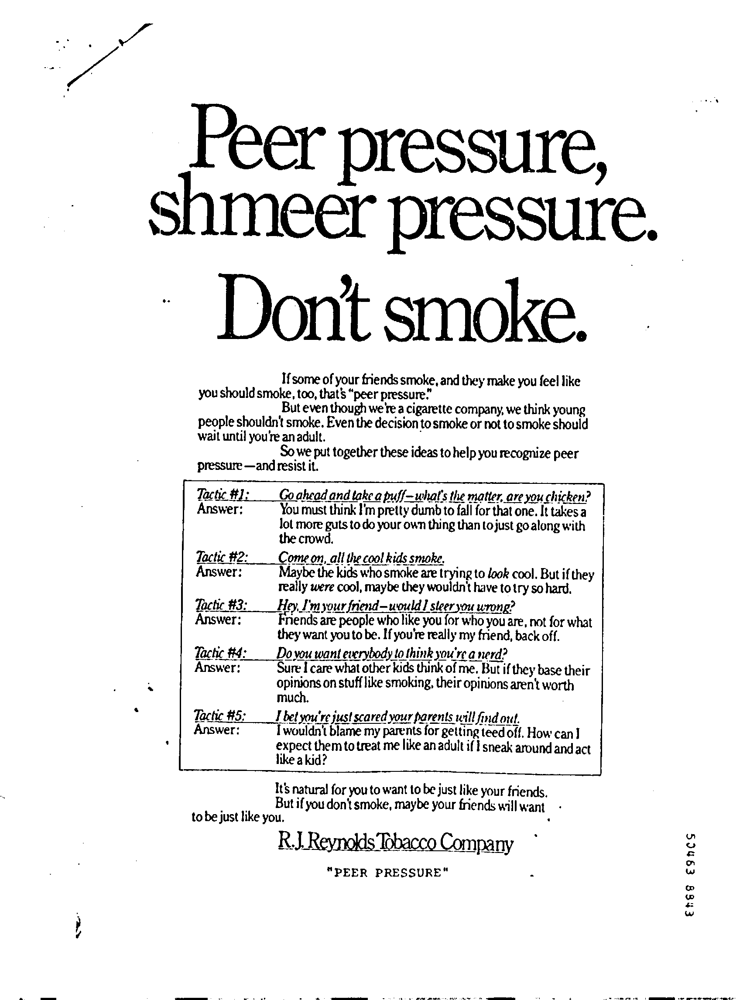 Peer pressure,
shmeer pressure.
Don't smoke.
If some of your friends smoke, and they make you feel like
you should smoke, too, that's "peer pressure."
But even though we're a cigarette company, we think young
people shouldn't smoke. Even the decision to smoke or not to smoke should
wait until you're an adult.
So we put together these ideas to help you recognize peer
pressure—and resist it.
Tactic #1: Go ahead and take a puff—what's the matter, are you chicken?
Answer: You must think I'm pretty dumb to fall for that one. It takes a
lot more guts to do your own thing than to just go along with
the crowd.
Tactic #2: Come on, all the cool kids smoke.
Answer: Maybe the kids who smoke are trying to look cool. But if they
really were cool, maybe they wouldn't have to try so hard.
Tactic #3: Hey, I'm your friend—would I steer you wrong?
Answer: Friends are people who like you for who you are, not for what
they want you to be. If you're really my friend, back off.
Tactic #4: Do you want everybody to think you're a nerd?
Answer: Sure I care what other kids think of me. But if they base their
opinions on stuff like smoking, their opinions aren't worth
much.
Tactic #5: I bet you're just scared your parents will find out.
Answer: I wouldn't blame my parents for getting teed off. How can I
expect them to treat me like an adult if I sneak around and act
like a kid?
It's natural for you to want to be just like your friends.
But if you don't smoke, maybe your friends will want
to be just like you.
R.J. Reynolds Tobacco Company
"PEER PRESSURE"
50463 8843